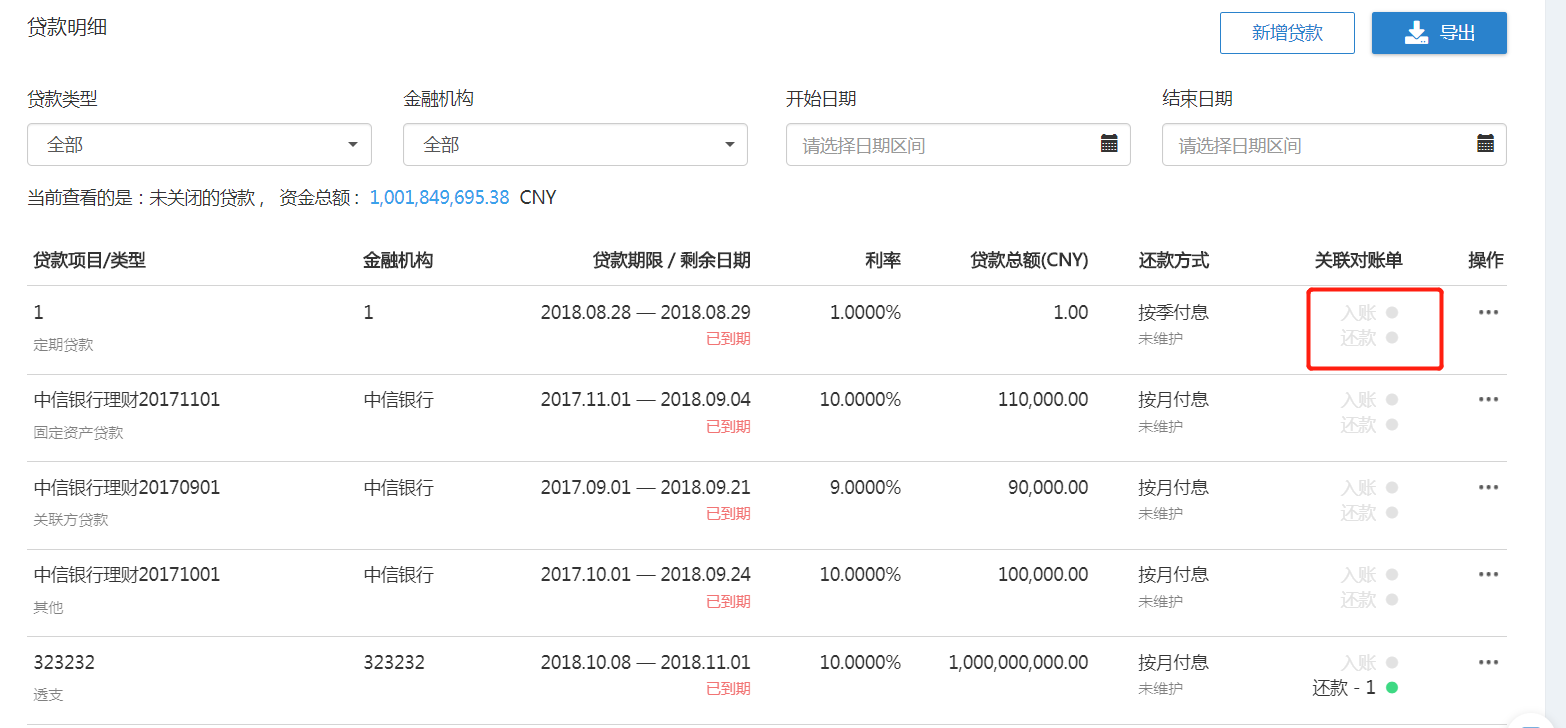 贷款明细
新增贷款 导出
贷款类型 金融机构 开始日期 结束日期
全部 全部 请选择日期区间 请选择日期区间
当前查看的是：未关闭的贷款， 资金总额： 1,001,849,695.38 CNY
贷款项目/类型 金融机构 贷款期限 / 剩余日期 利率 贷款总额(CNY) 还款方式 关联对账单 操作
1 1 2018.08.28 — 2018.08.29 1.0000% 1.00 按季付息 入账
定期贷款 已到期 未维护 还款
中信银行理财20171101 中信银行 2017.11.01 — 2018.09.04 10.0000% 110,000.00 按月付息 入账
固定资产贷款 已到期 未维护 还款
中信银行理财20170901 中信银行 2017.09.01 — 2018.09.21 9.0000% 90,000.00 按月付息 入账
关联方贷款 已到期 未维护 还款
中信银行理财20171001 中信银行 2017.10.01 — 2018.09.24 10.0000% 100,000.00 按月付息 入账
其他 已到期 未维护 还款
323232 323232 2018.10.08 — 2018.11.01 10.0000% 1,000,000,000.00 按月付息 入账
透支 已到期 未维护 还款 - 1